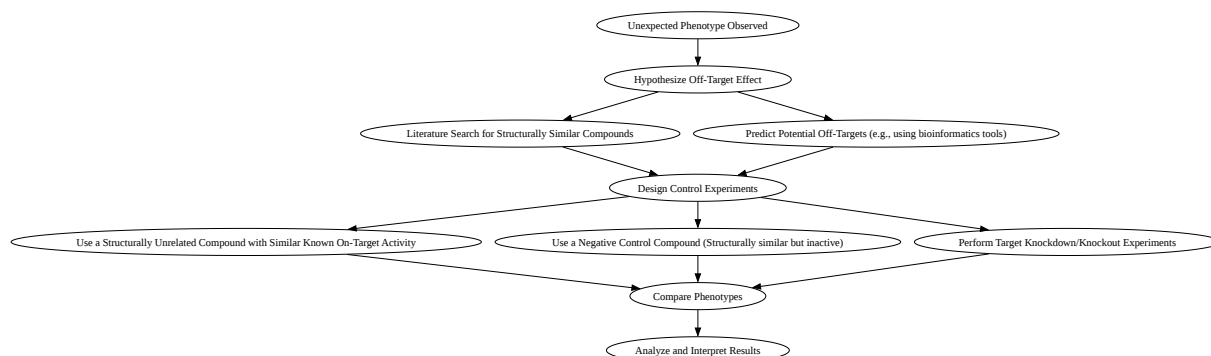 Unexpected Phenotype Observed
Hypothesize Off-Target Effect
Literature Search for Structurally Similar Compounds
Predict Potential Off-Targets (e.g., using bioinformatics tools)
Design Control Experiments
Use a Structurally Unrelated Compound with Similar Known On-Target Activity
Use a Negative Control Compound (Structurally similar but inactive)
Perform Target Knockdown/Knockout Experiments
Compare Phenotypes
Analyze and Interpret Results